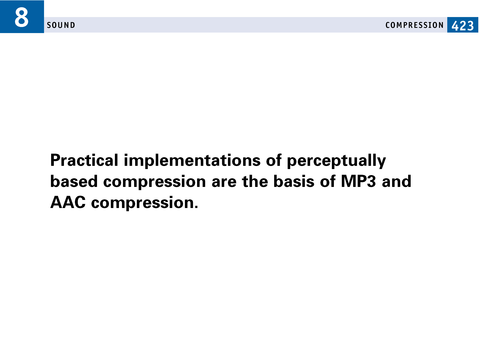 8 SOUND COMPRESSION 423
Practical implementations of perceptually
based compression are the basis of MP3 and
AAC compression.